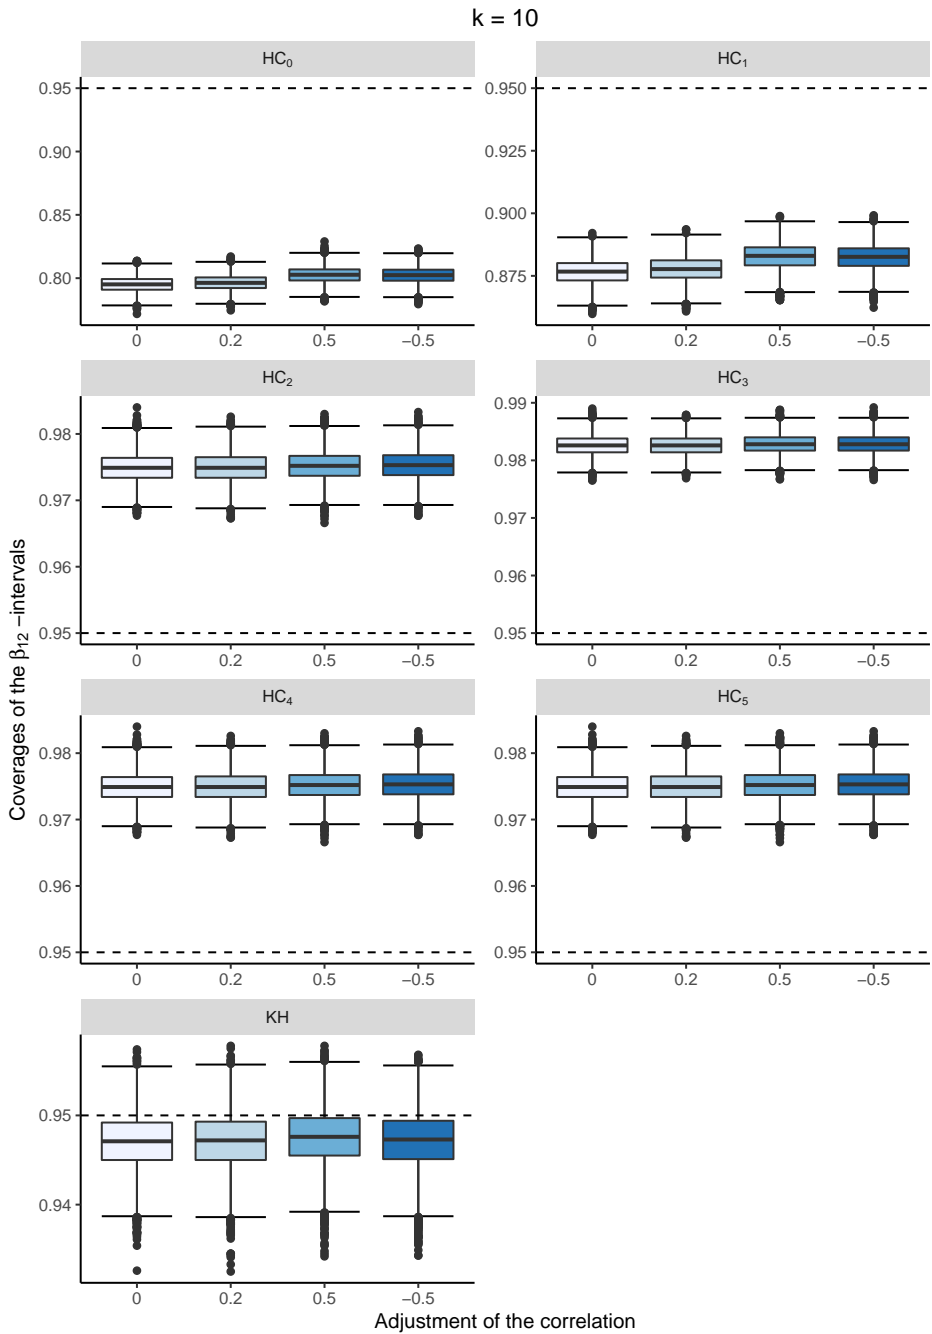 k = 10
HC₀
HC₁
0.95
0.90
0.85
0.80
0.950
0.925
0.900
0.875
0 0.2 0.5 −0.5
0 0.2 0.5 −0.5
HC₂
HC₃
0.98
0.97
0.96
0.95
0.99
0.98
0.97
0.96
0.95
0 0.2 0.5 −0.5
0 0.2 0.5 −0.5
HC₄
HC₅
0.98
0.97
0.96
0.95
0.98
0.97
0.96
0.95
0 0.2 0.5 −0.5
0 0.2 0.5 −0.5
KH
0.95
0.94
0 0.2 0.5 −0.5
Coverages of the β₁₂ −intervals
Adjustment of the correlation